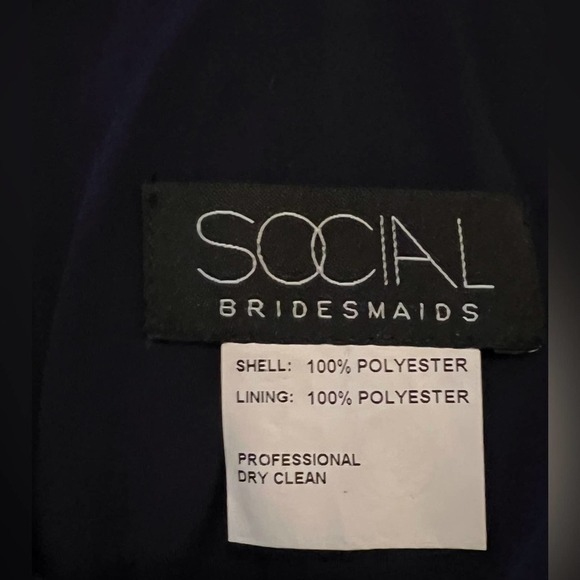 SOCIAL
BRIDESMAIDS
SHELL: 100% POLYESTER
LINING: 100% POLYESTER
PROFESSIONAL
DRY CLEAN